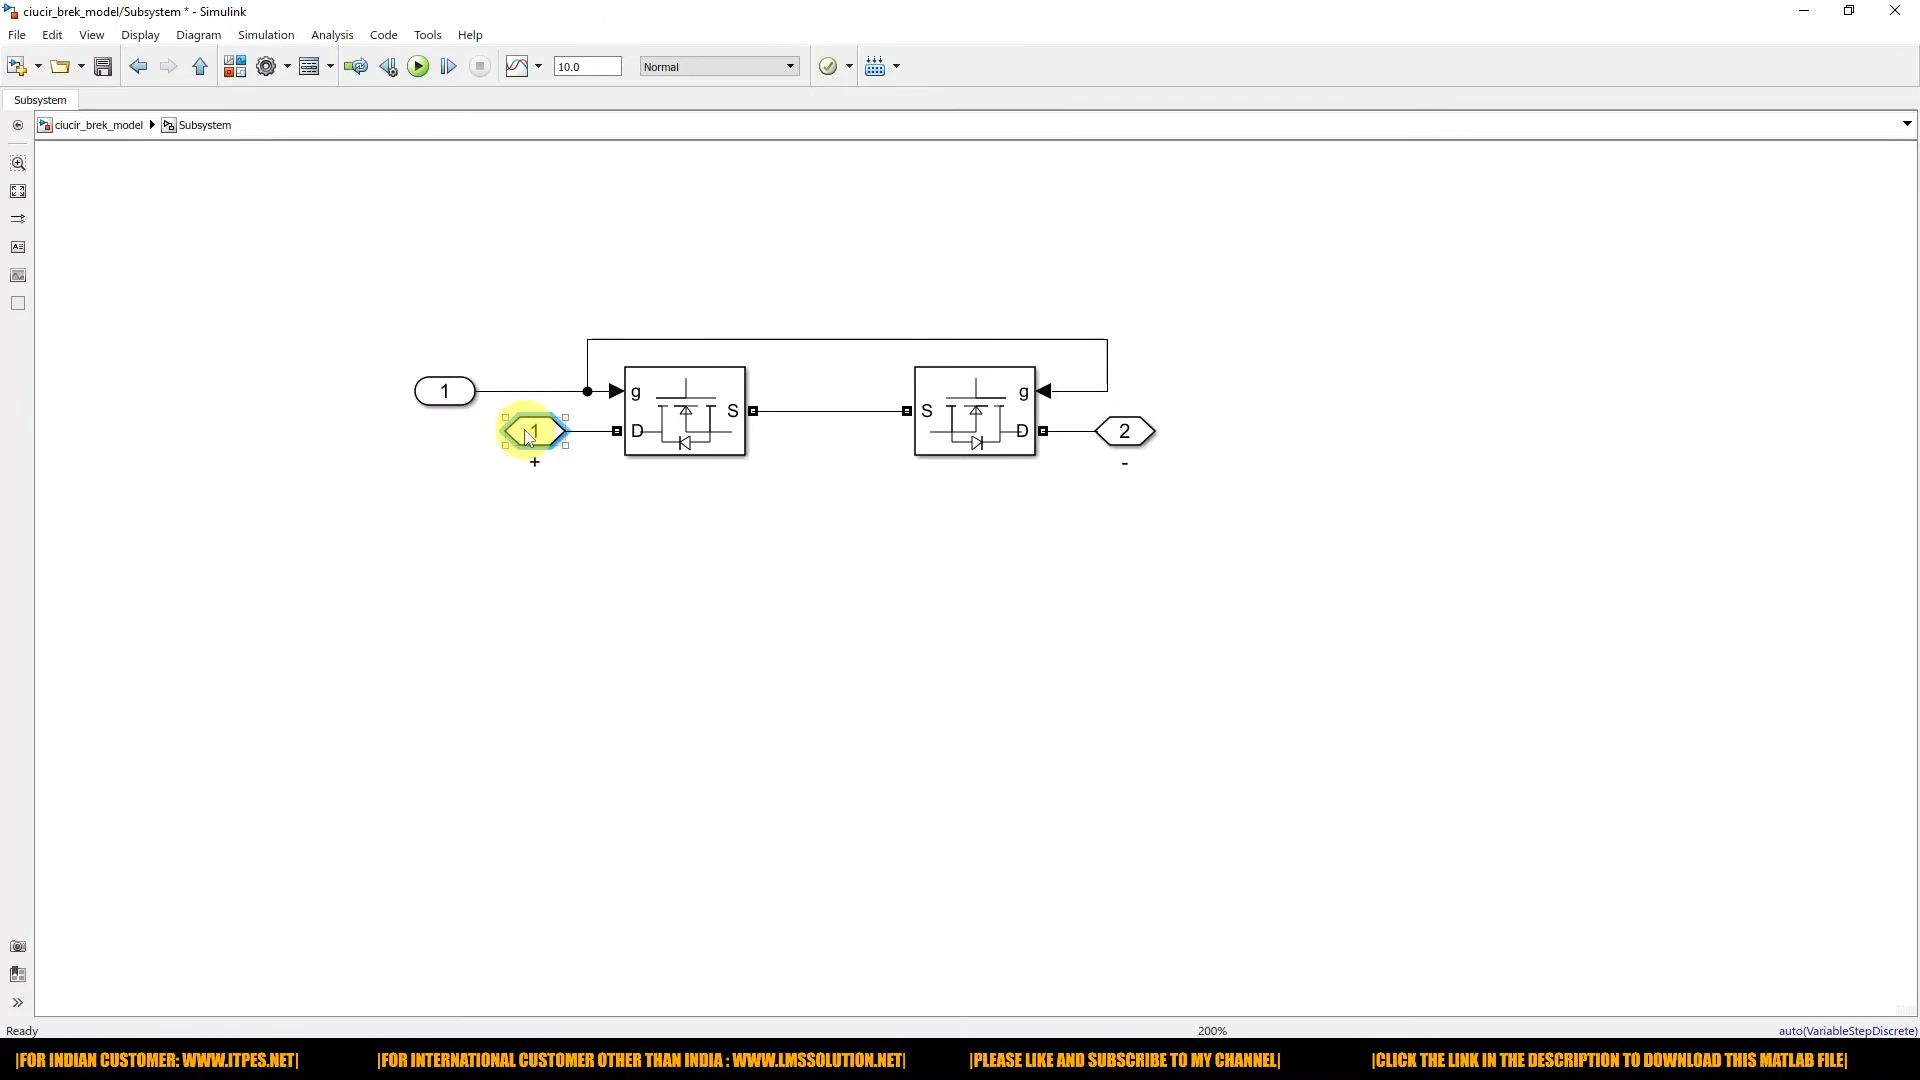 ciucir_brek_model/Subsystem * - Simulink
File Edit View Display Diagram Simulation Analysis Code Tools Help
10.0 Normal
Subsystem
ciucir_brek_model Subsystem
1 g S S g
1 D D 2
+ -
Ready 200% auto(VariableStepDiscrete)
|FOR INDIAN CUSTOMER: WWW.ITPES.NET| |FOR INTERNATIONAL CUSTOMER OTHER THAN INDIA : WWW.LMSSOLUTION.NET| |PLEASE LIKE AND SUBSCRIBE TO MY CHANNEL| |CLICK THE LINK IN THE DESCRIPTION TO DOWNLOAD THIS MATLAB FILE|